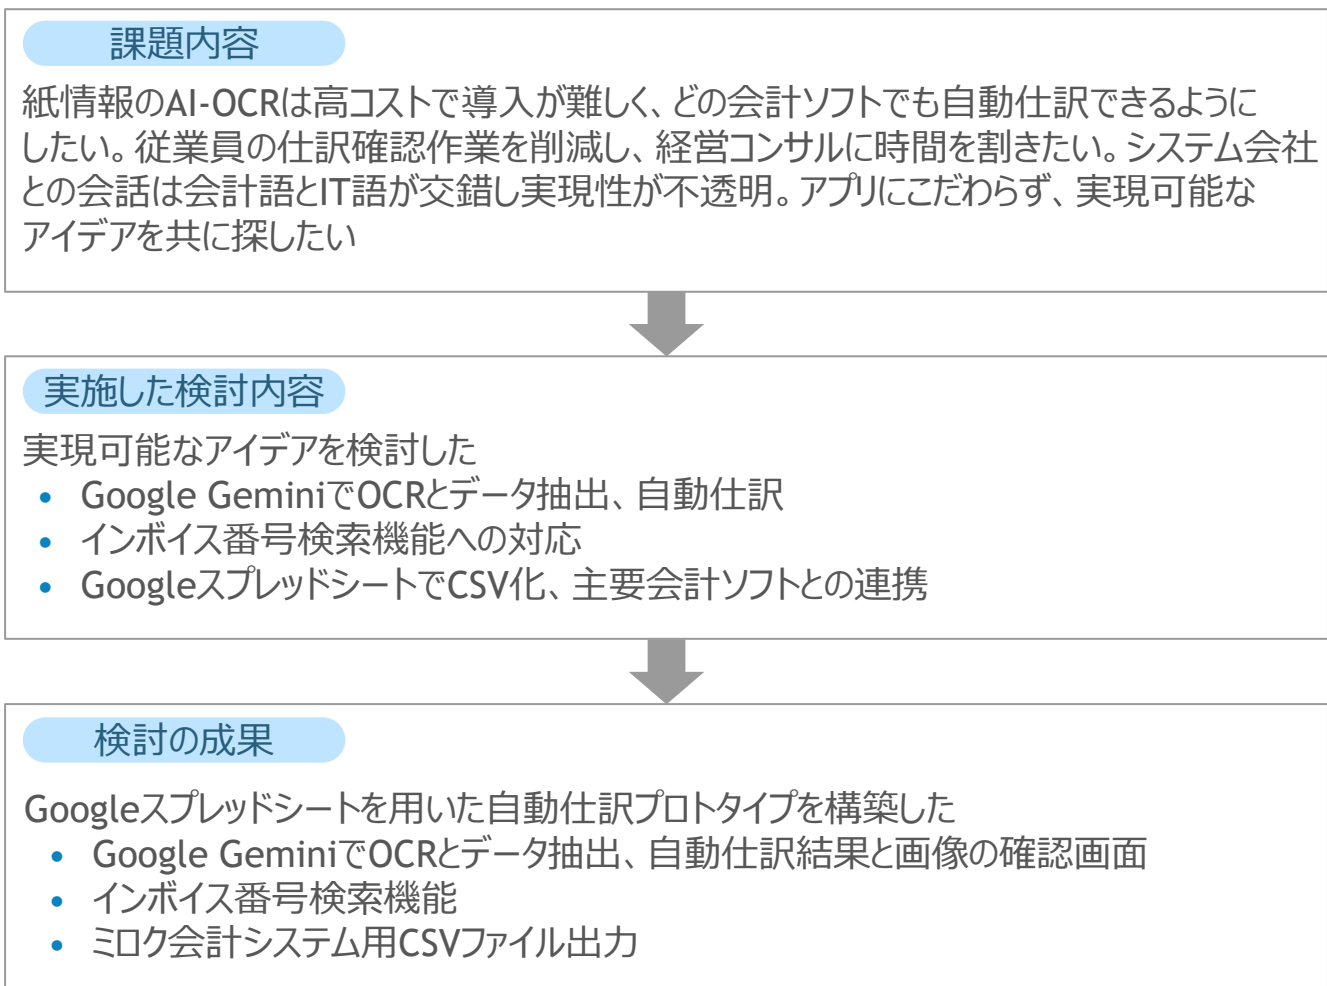 課題内容
紙情報のAI-OCRは高コストで導入が難しく、どの会計ソフトでも自動仕訳できるように
したい。従業員の仕訳確認作業を削減し、経営コンサルに時間を割きたい。システム会社
との会話は会計語とIT語が交錯し実現性が不透明。アプリにこだわらず、実現可能な
アイデアを共に探したい
実施した検討内容
実現可能なアイデアを検討した
• Google GeminiでOCRとデータ抽出、自動仕訳
• インボイス番号検索機能への対応
• GoogleスプレッドシートでCSV化、主要会計ソフトとの連携
検討の成果
Googleスプレッドシートを用いた自動仕訳プロトタイプを構築した
• Google GeminiでOCRとデータ抽出、自動仕訳結果と画像の確認画面
• インボイス番号検索機能
• ミロク会計システム用CSVファイル出力